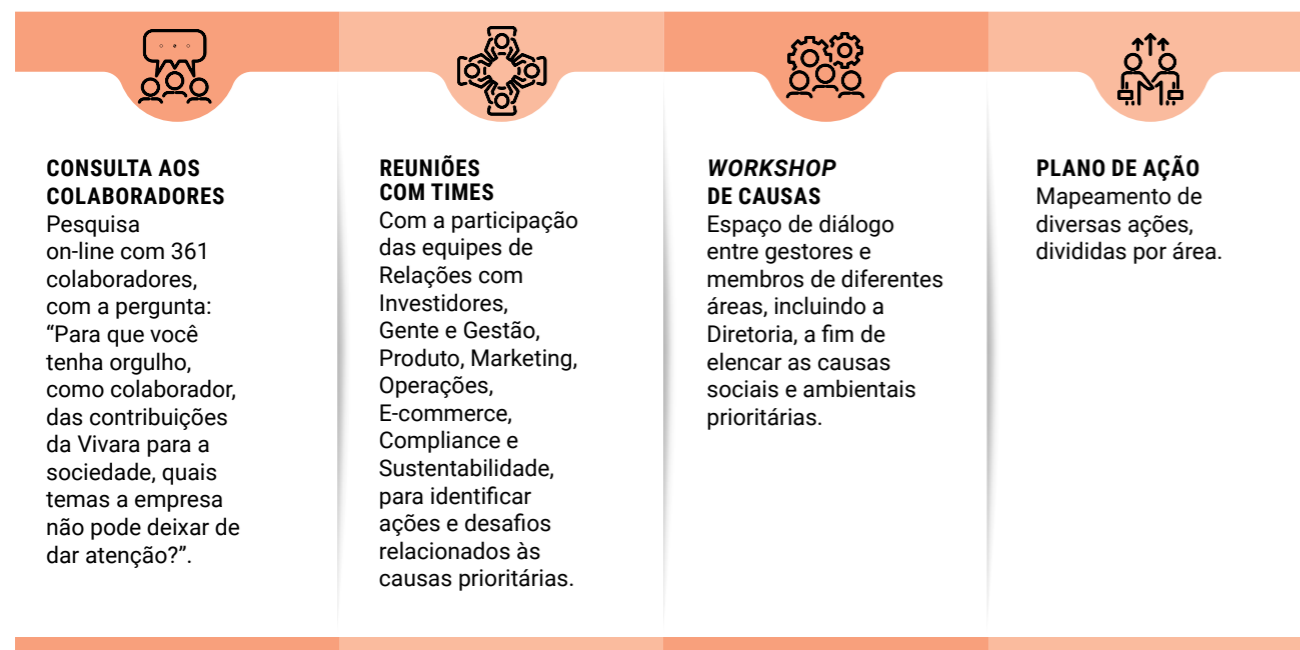 CONSULTA AOS
COLABORADORES
Pesquisa
on-line com 361
colaboradores,
com a pergunta:
“Para que você
tenha orgulho,
como colaborador,
das contribuições
da Vivara para a
sociedade, quais
temas a empresa
não pode deixar de
dar atenção?”.
REUNIÕES
COM TIMES
Com a participação
das equipes de
Relações com
Investidores,
Gente e Gestão,
Produto, Marketing,
Operações,
E-commerce,
Compliance e
Sustentabilidade,
para identificar
ações e desafios
relacionados às
causas prioritárias.
WORKSHOP
DE CAUSAS
Espaço de diálogo
entre gestores e
membros de diferentes
áreas, incluindo a
Diretoria, a fim de
elencar as causas
sociais e ambientais
prioritárias.
PLANO DE AÇÃO
Mapeamento de
diversas ações,
divididas por área.